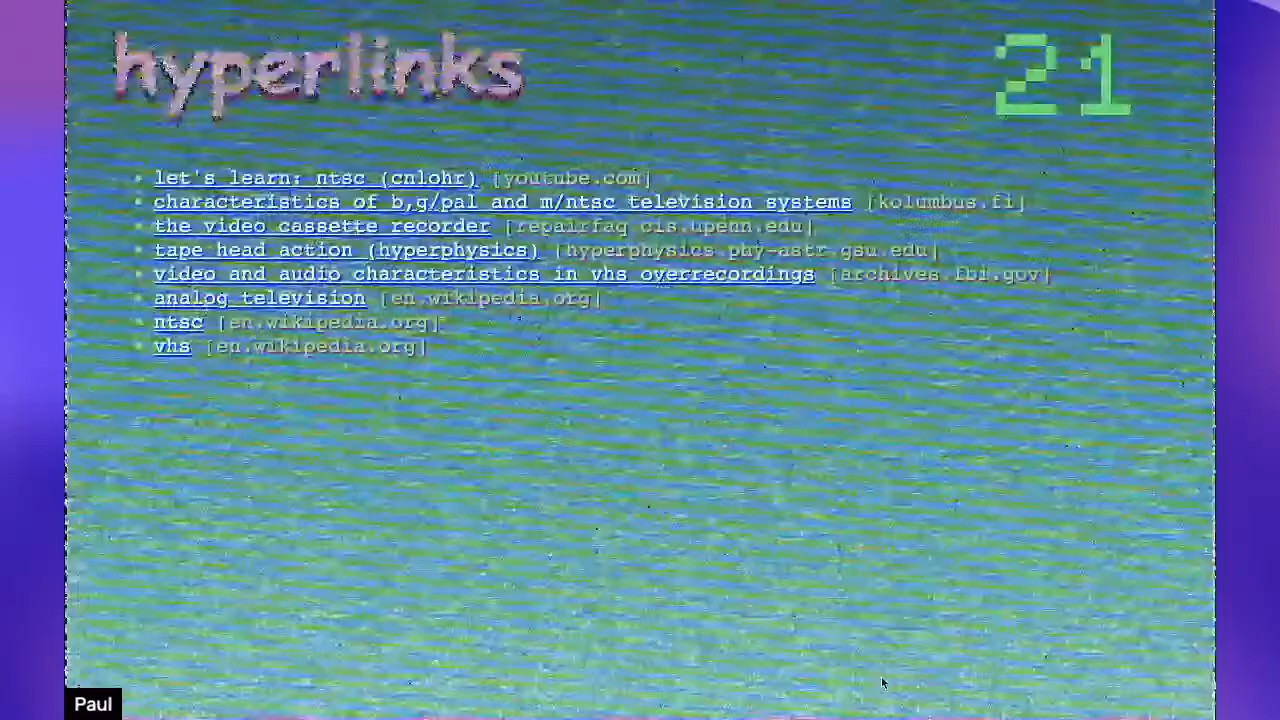 hyperlinks
21
• let's learn: ntsc (cnlohr) [youtube.com]
• characteristics of b,g/pal and m/ntsc television systems [kolumbus.fi]
• the video cassette recorder [repairfaq.cis.upenn.edu]
• tape head action (hyperphysics) [hyperphysics.phy-astr.gsu.edu]
• video and audio characteristics in vhs overrecordings [archives.fbi.gov]
• analog television [en.wikipedia.org]
• ntsc [en.wikipedia.org]
• vhs [en.wikipedia.org]
Paul